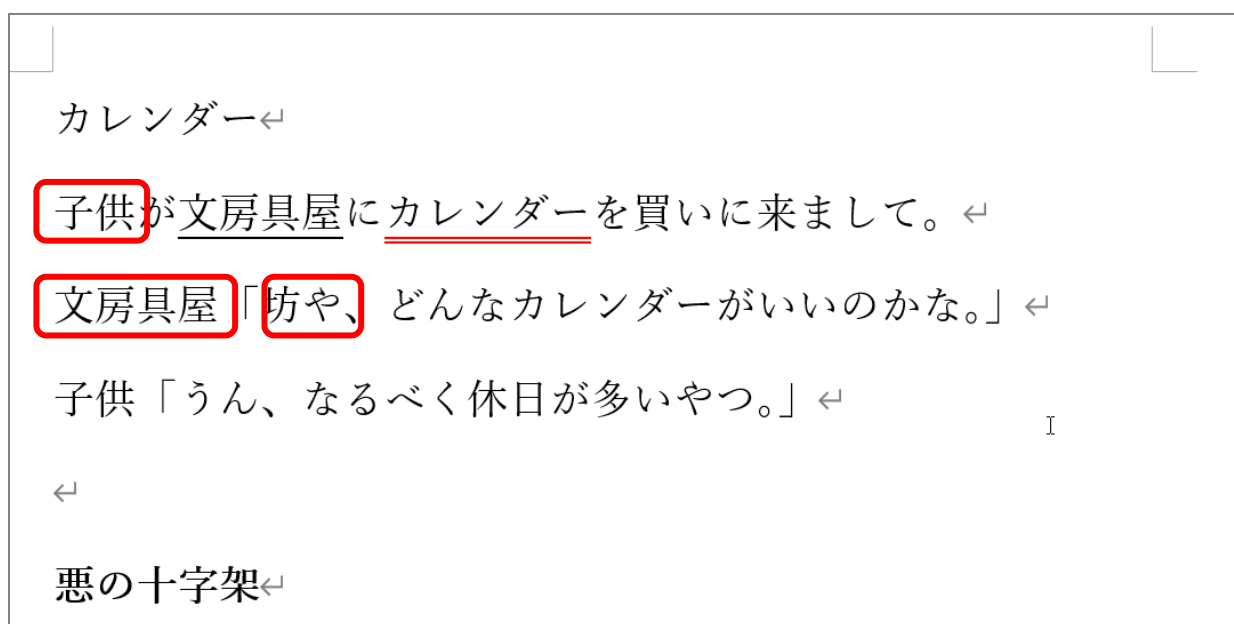 カレンダー
子供が文房具屋にカレンダーを買いに来まして。
文房具屋「坊や、どんなカレンダーがいいのかな。」
子供「うん、なるべく休日が多いやつ。」
悪の十字架